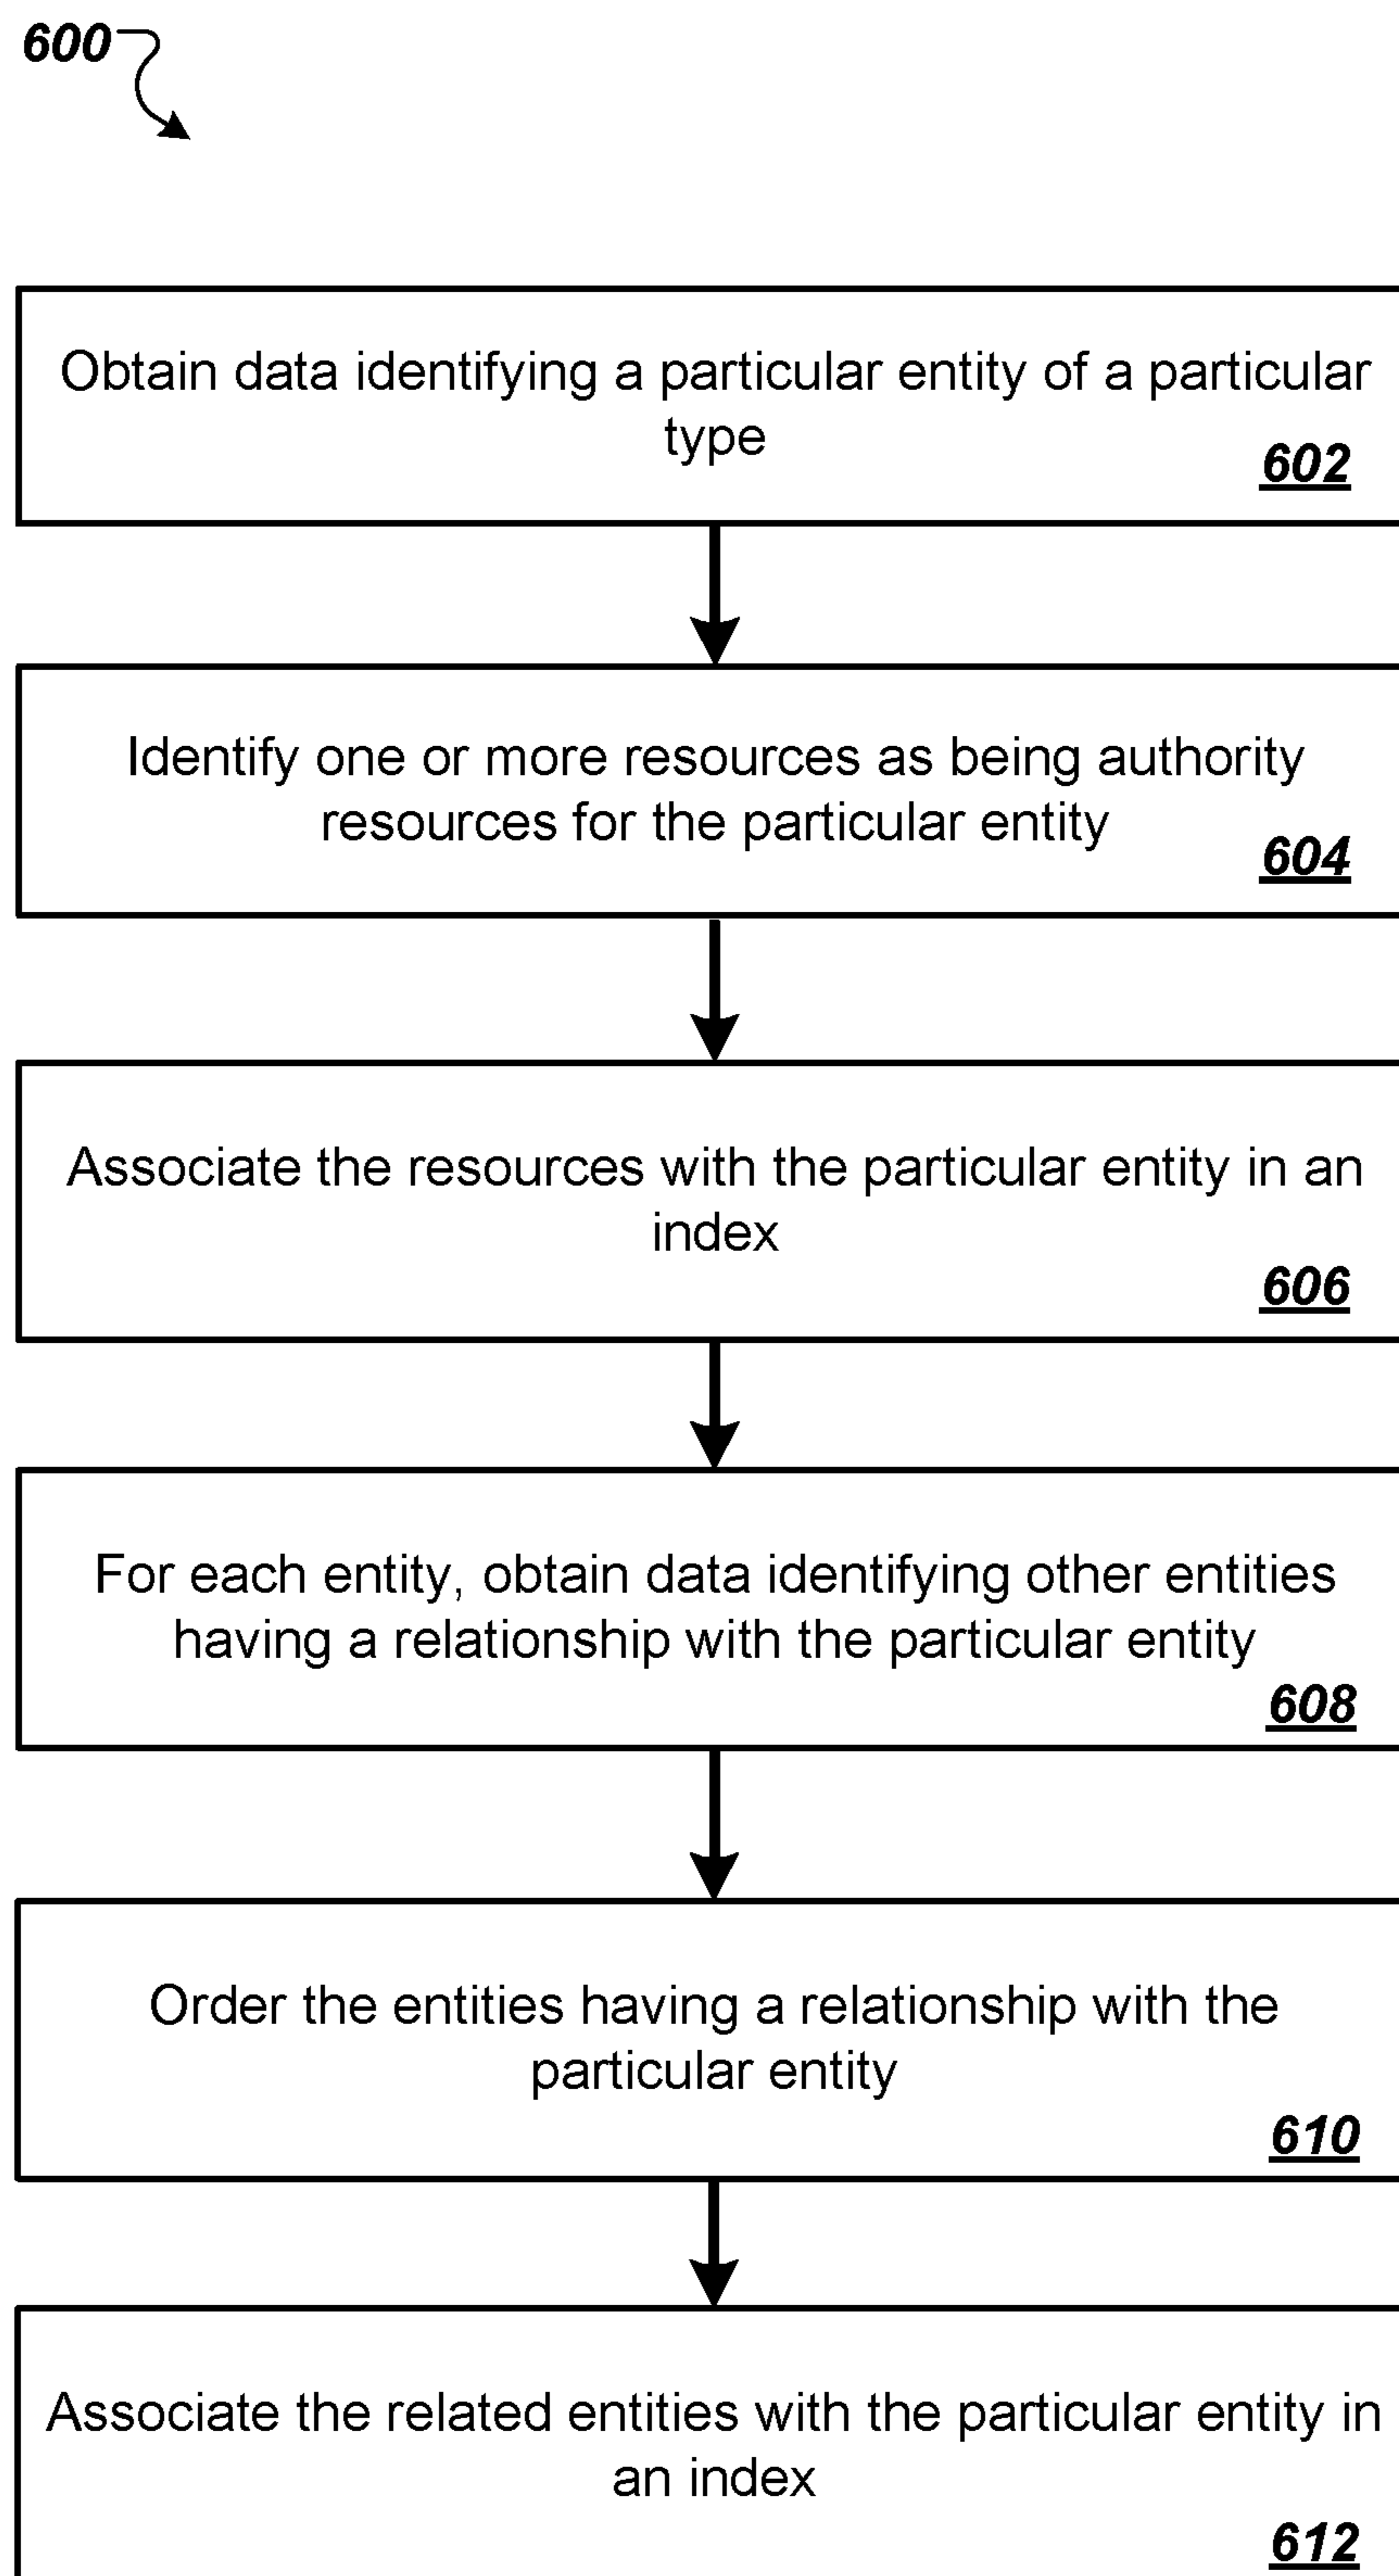 600
Obtain data identifying a particular entity of a particular
type
602
Identify one or more resources as being authority
resources for the particular entity
604
Associate the resources with the particular entity in an
index
606
For each entity, obtain data identifying other entities
having a relationship with the particular entity
608
Order the entities having a relationship with the
particular entity
610
Associate the related entities with the particular entity in
an index
612